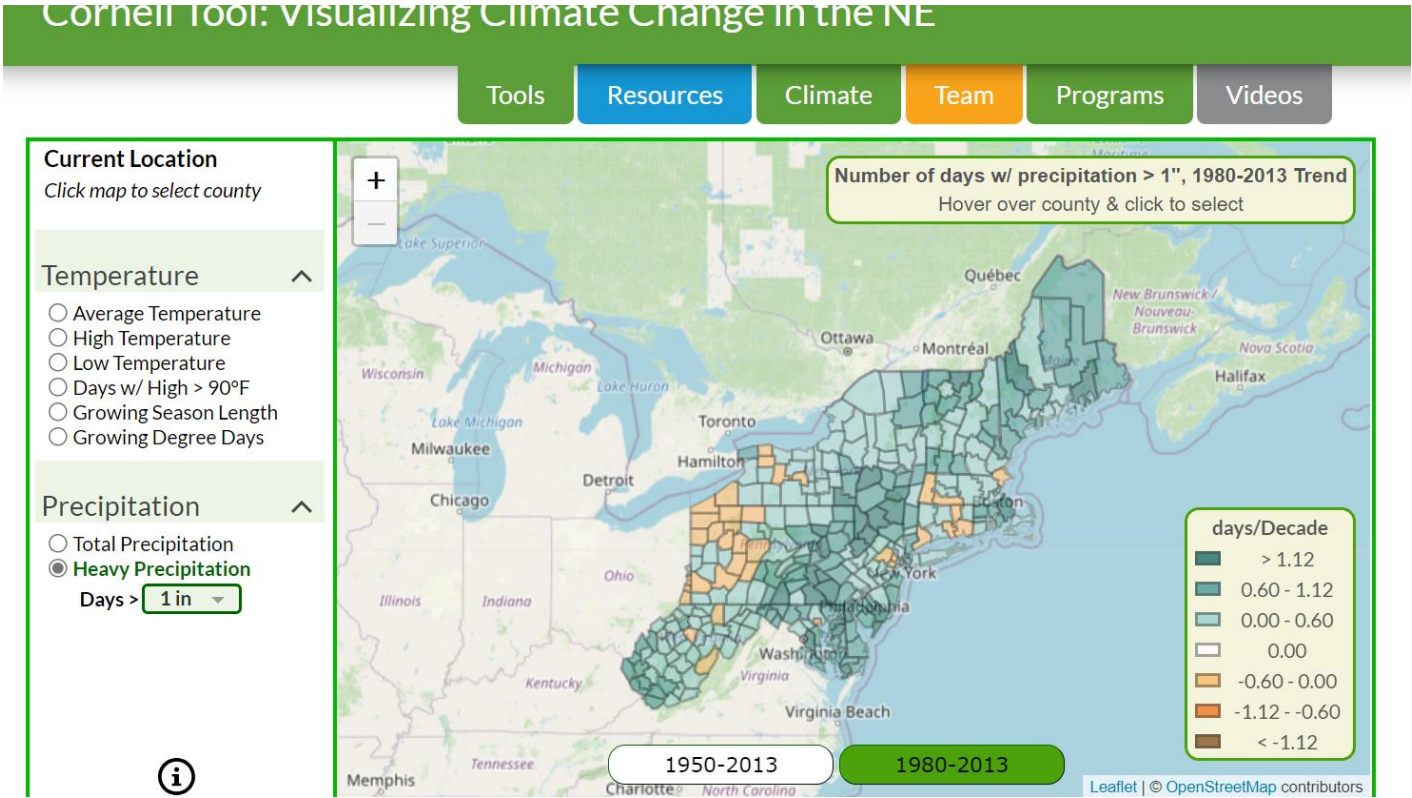 Cornell Tool: Visualizing Climate Change in the NE
Tools Resources Climate Team Programs Videos
Current Location
Click map to select county
Temperature
Average Temperature
High Temperature
Low Temperature
Days w/ High > 90°F
Growing Season Length
Growing Degree Days
Precipitation
Total Precipitation
Heavy Precipitation
Days > 1 in
+
−
Number of days w/ precipitation > 1", 1980-2013 Trend
Hover over county & click to select
Ontario
Maritime
Lake Superior
Québec
New Brunswick /
Nouveau-
Brunswick
Ottawa
Montréal
Maine
Nova Scotia
Halifax
Wisconsin
Michigan
Lake Huron
Lake Michigan
Toronto
Milwaukee
Hamilton
Detroit
Chicago
Boston
Pennsylvania
Ohio
New York
Illinois
Indiana
Philadelphia
Washington
Kentucky
Virginia
Virginia Beach
Tennessee
Memphis
Charlotte
North Carolina
days/Decade
> 1.12
0.60 - 1.12
0.00 - 0.60
0.00
-0.60 - 0.00
-1.12 - -0.60
< -1.12
1950-2013
1980-2013
Leaflet | © OpenStreetMap contributors